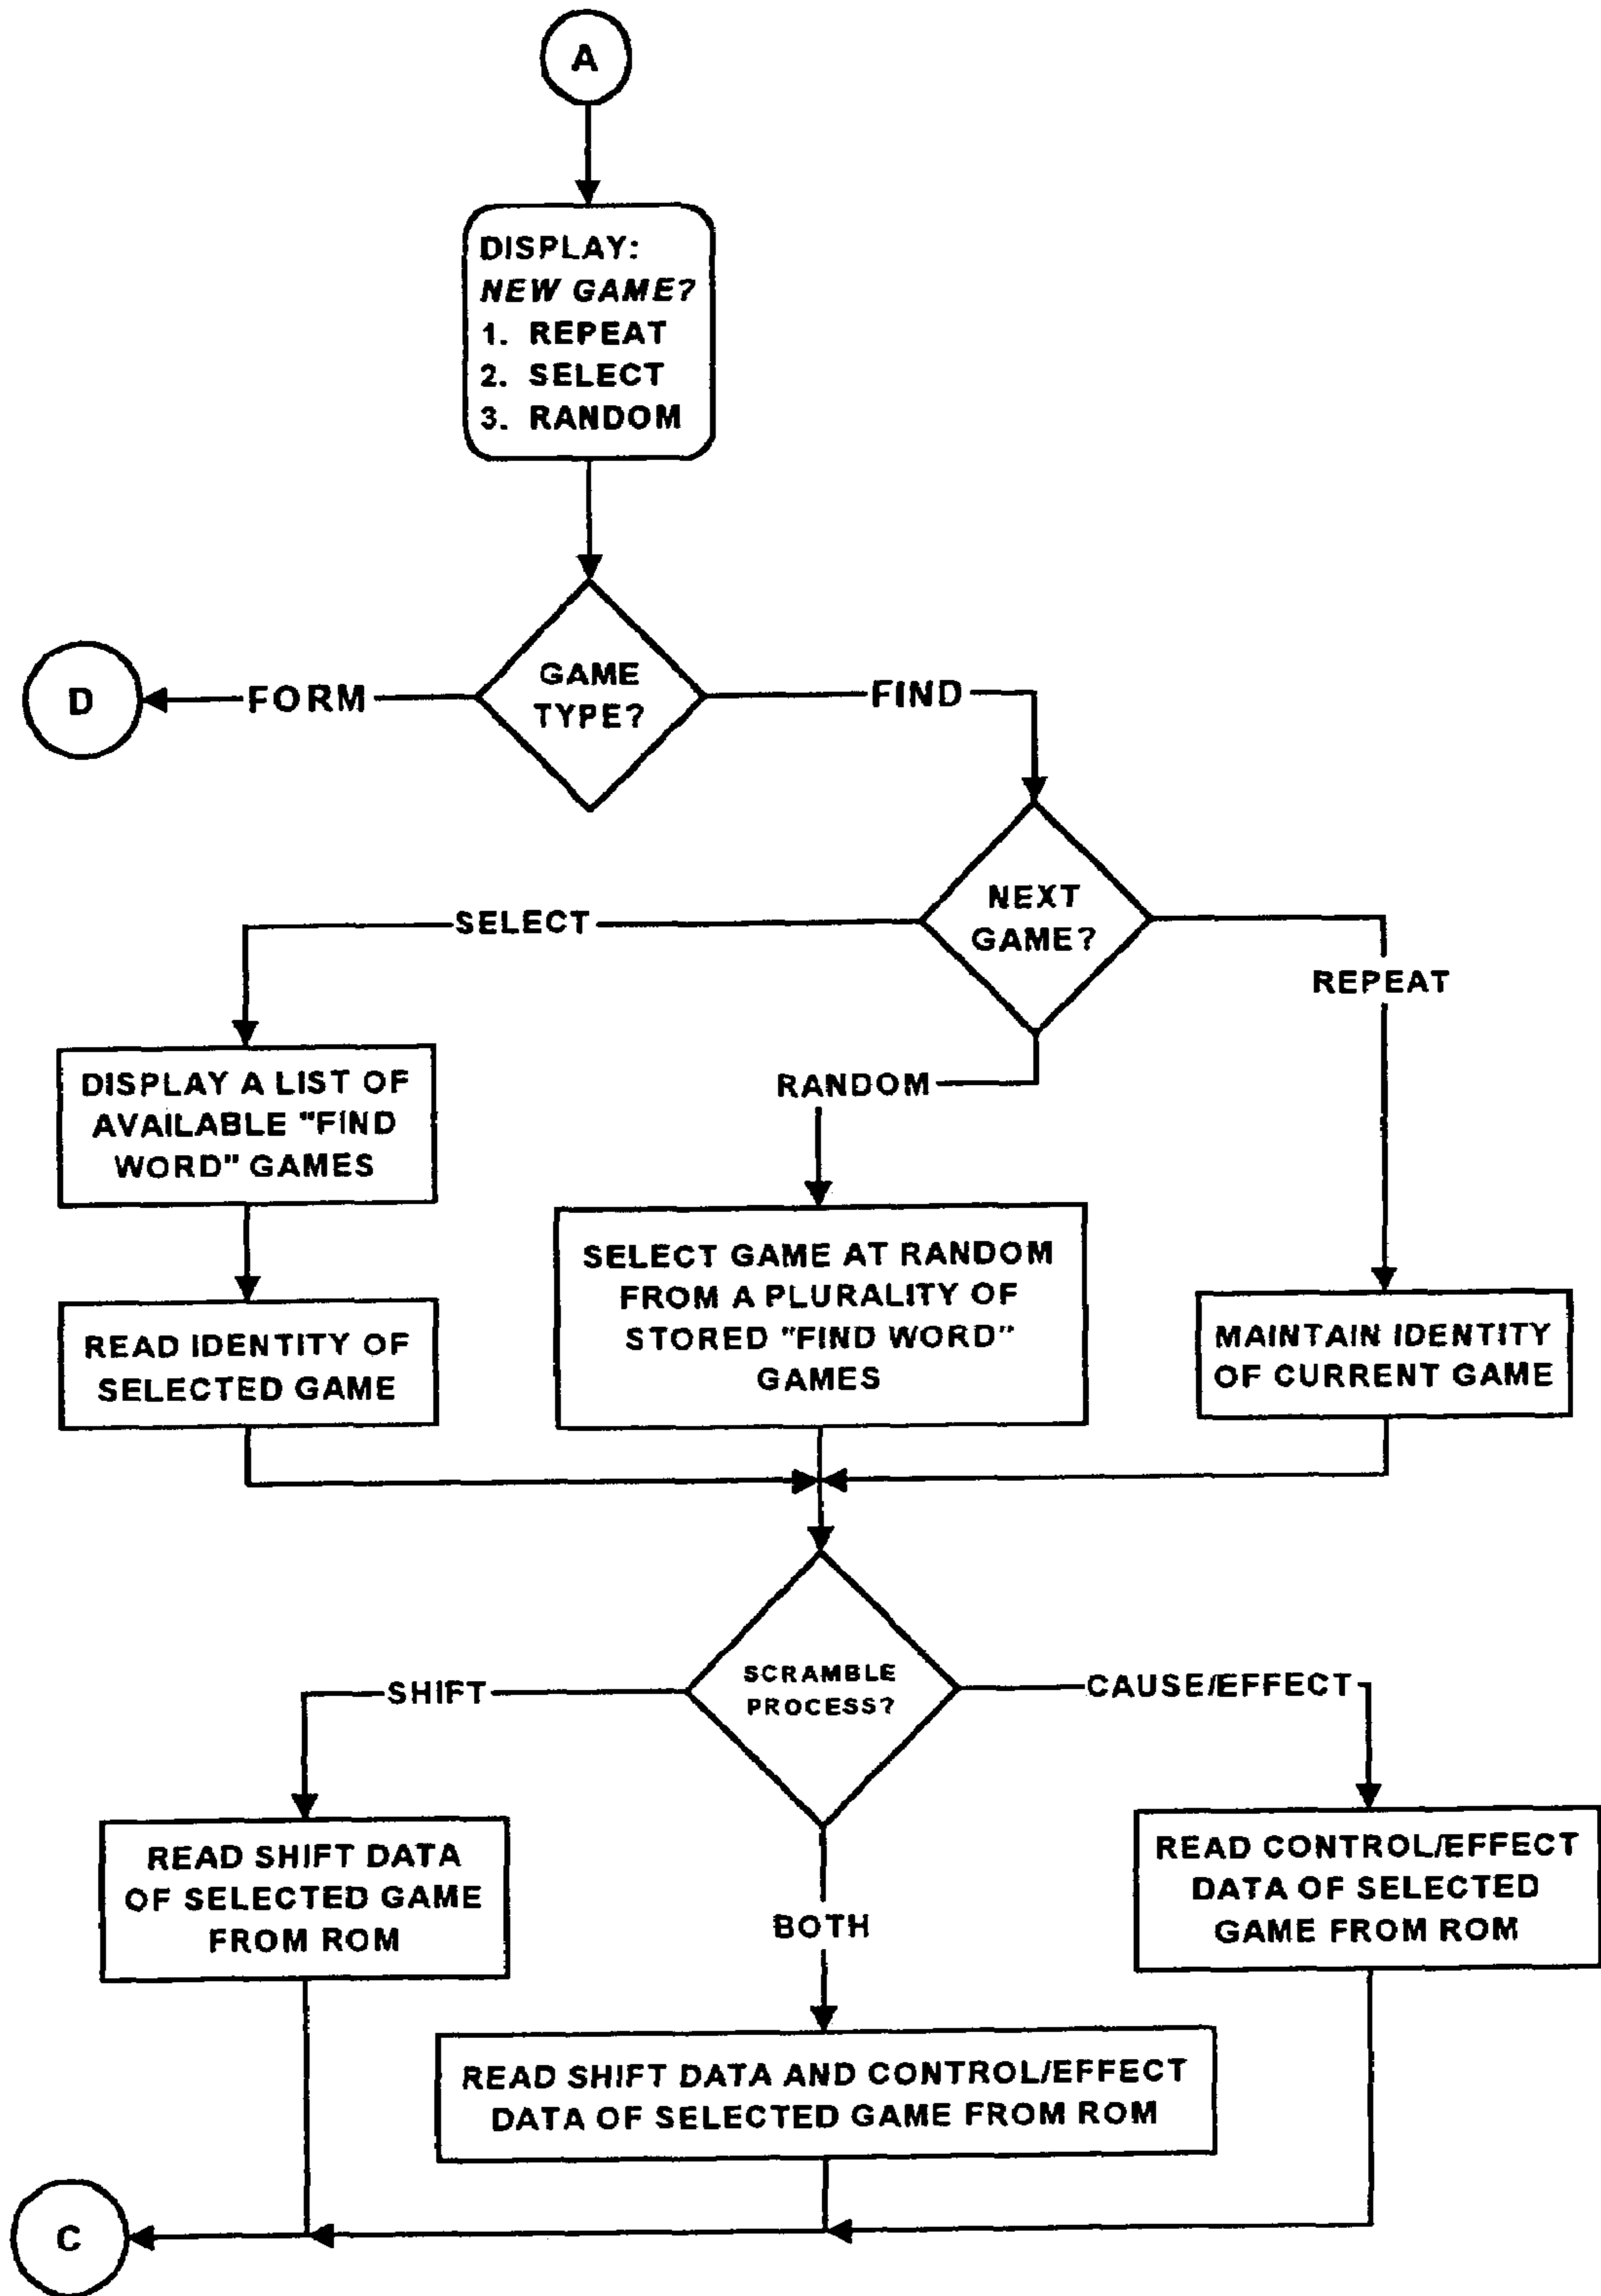 A
DISPLAY:
NEW GAME?
1. REPEAT
2. SELECT
3. RANDOM
GAME
TYPE?
FORM
D
FIND
NEXT
GAME?
SELECT
REPEAT
RANDOM
DISPLAY A LIST OF
AVAILABLE "FIND
WORD" GAMES
READ IDENTITY OF
SELECTED GAME
SELECT GAME AT RANDOM
FROM A PLURALITY OF
STORED "FIND WORD"
GAMES
MAINTAIN IDENTITY
OF CURRENT GAME
SCRAMBLE
PROCESS?
SHIFT
CAUSE/EFFECT
BOTH
READ SHIFT DATA
OF SELECTED GAME
FROM ROM
READ CONTROL/EFFECT
DATA OF SELECTED
GAME FROM ROM
READ SHIFT DATA AND CONTROL/EFFECT
DATA OF SELECTED GAME FROM ROM
C